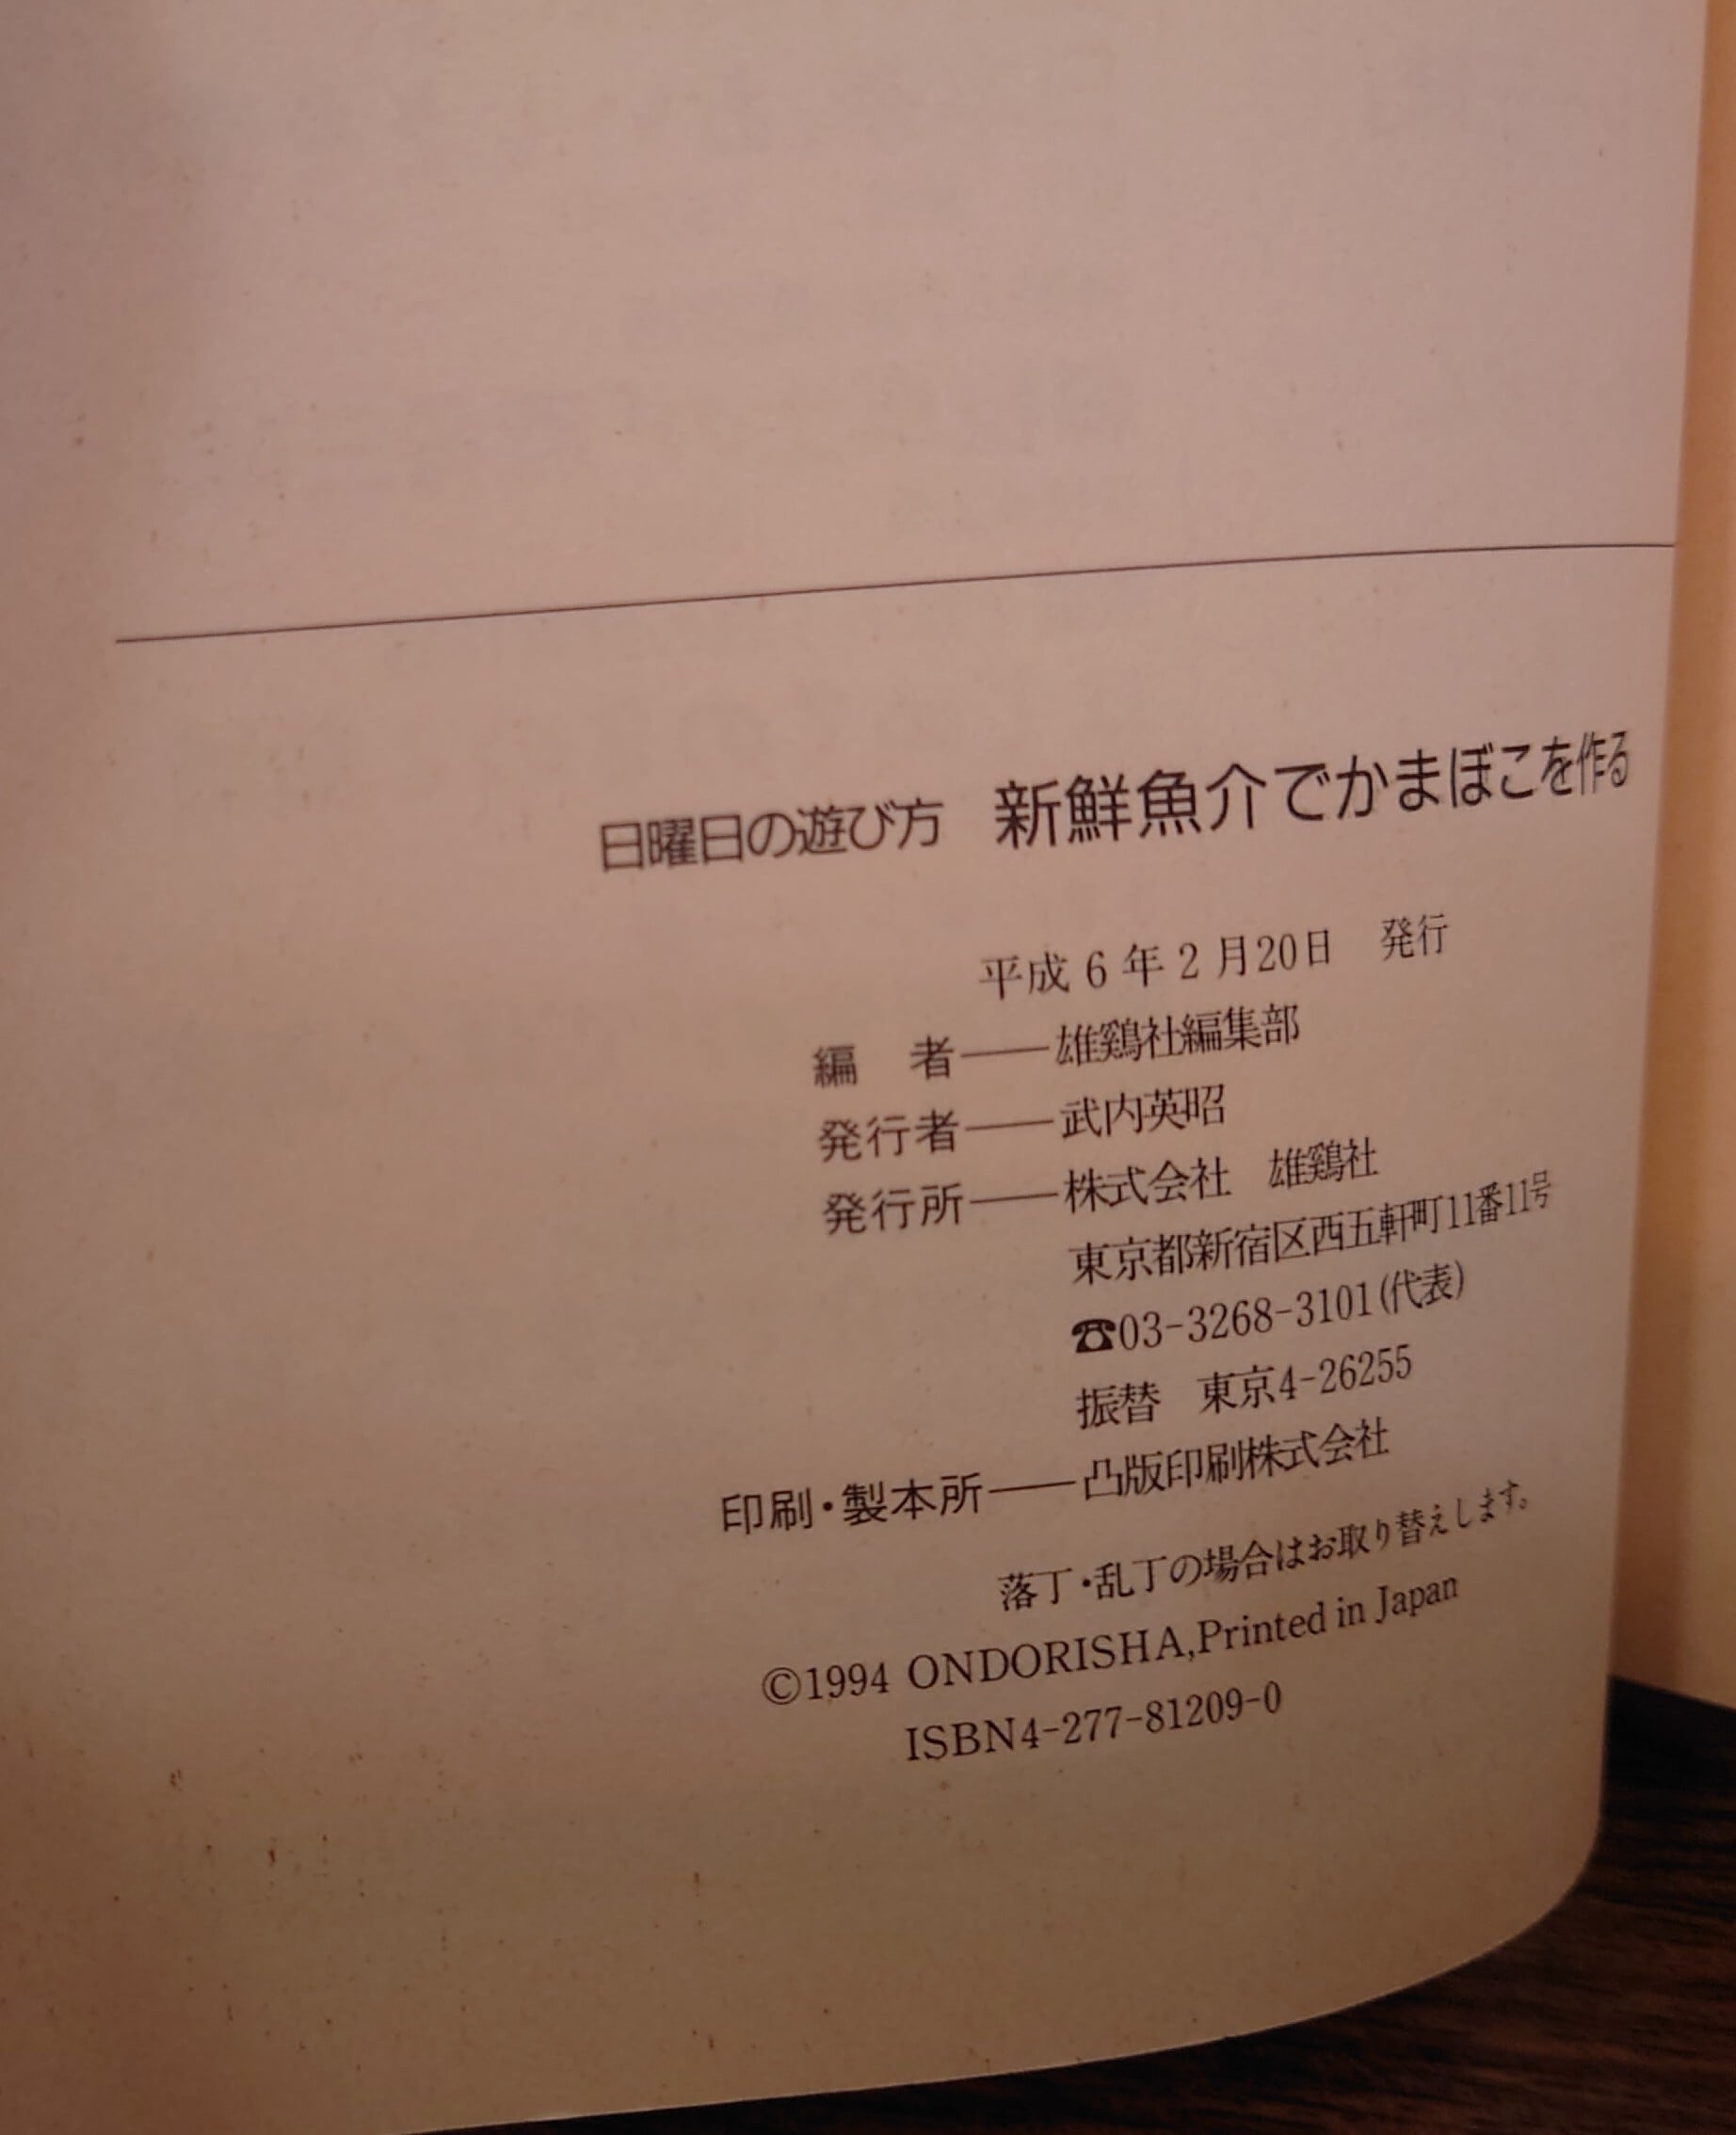 日曜日の遊び方　新鮮魚介でかまぼこを作る
平成6年2月20日　発行
編　者——雄鷄社編集部
発行者——武内英昭
発行所——株式会社　雄鷄社
東京都新宿区西五軒町11番11号
☎03-3268-3101(代表)
振替　東京4-26255
印刷・製本所——凸版印刷株式会社
落丁・乱丁の場合はお取り替えします。
©1994 ONDORISHA,Printed in Japan
ISBN4-277-81209-0